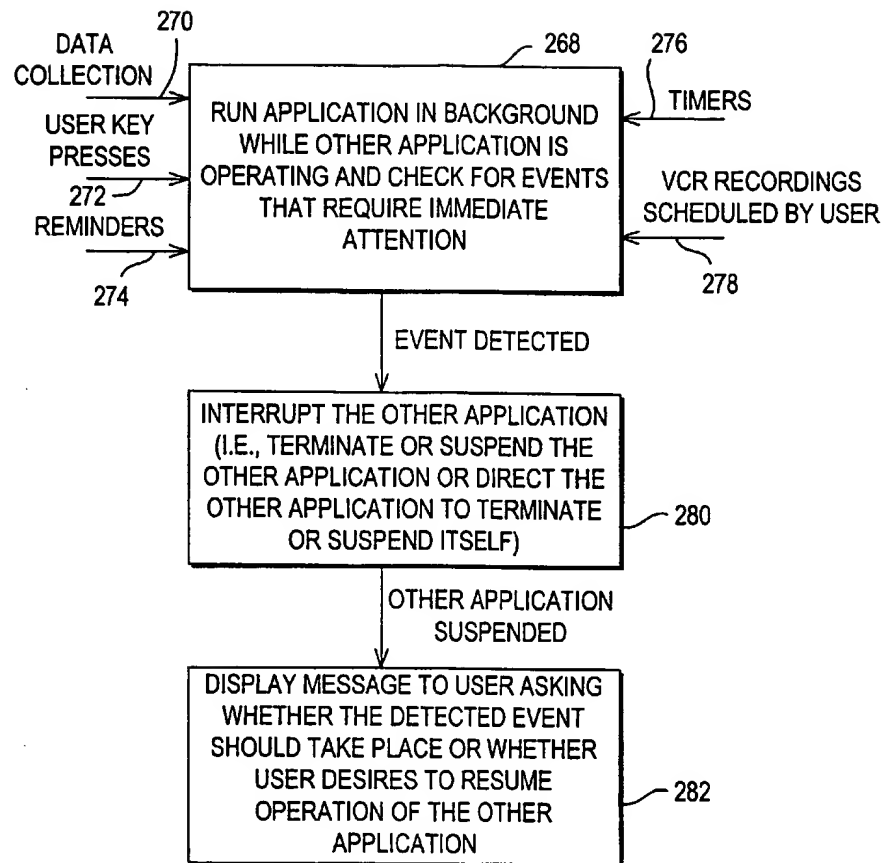 DATA
COLLECTION
270
USER KEY
PRESSES
272
REMINDERS
274
268
RUN APPLICATION IN BACKGROUND
WHILE OTHER APPLICATION IS
OPERATING AND CHECK FOR EVENTS
THAT REQUIRE IMMEDIATE
ATTENTION
276
TIMERS
VCR RECORDINGS
SCHEDULED BY USER
278
EVENT DETECTED
INTERRUPT THE OTHER APPLICATION
(I.E., TERMINATE OR SUSPEND THE
OTHER APPLICATION OR DIRECT THE
OTHER APPLICATION TO TERMINATE
OR SUSPEND ITSELF)
280
OTHER APPLICATION
SUSPENDED
DISPLAY MESSAGE TO USER ASKING
WHETHER THE DETECTED EVENT
SHOULD TAKE PLACE OR WHETHER
USER DESIRES TO RESUME
OPERATION OF THE OTHER
APPLICATION
282